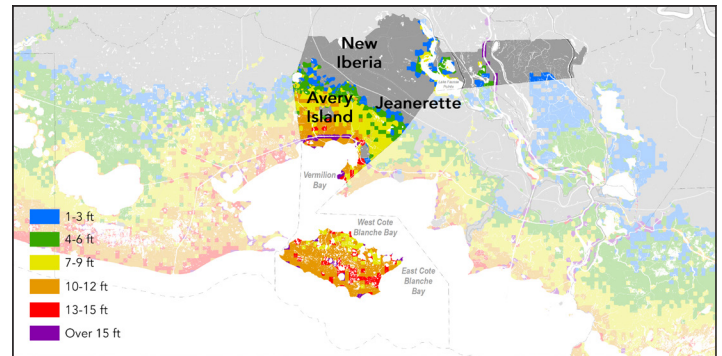 New
Iberia
Avery
Island
Jeanerette
Vermilion
Bay
West Cote
Blanche Bay
East Cote
Blanche
Bay
1-3 ft
4-6 ft
7-9 ft
10-12 ft
13-15 ft
Over 15 ft